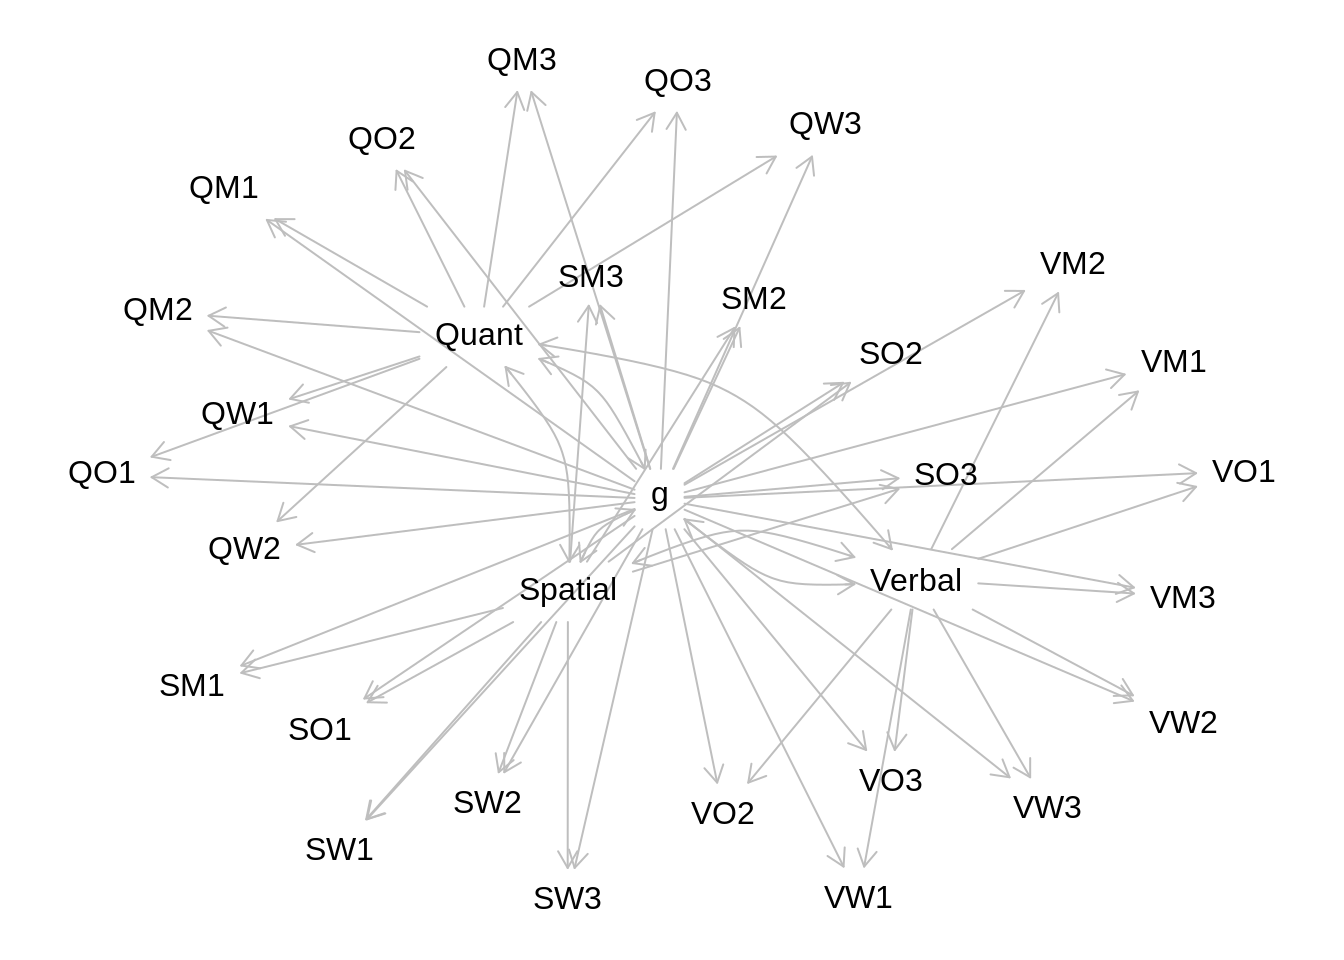 QM3
QO3
QW3
QO2
QM1
VM2
SM3
SM2
QM2
Quant
SO2
VM1
QW1
QO1
SO3
VO1
g
QW2
Verbal
Spatial
VM3
SM1
SO1
VW2
VO3
SW2
VO2
VW3
SW1
SW3
VW1